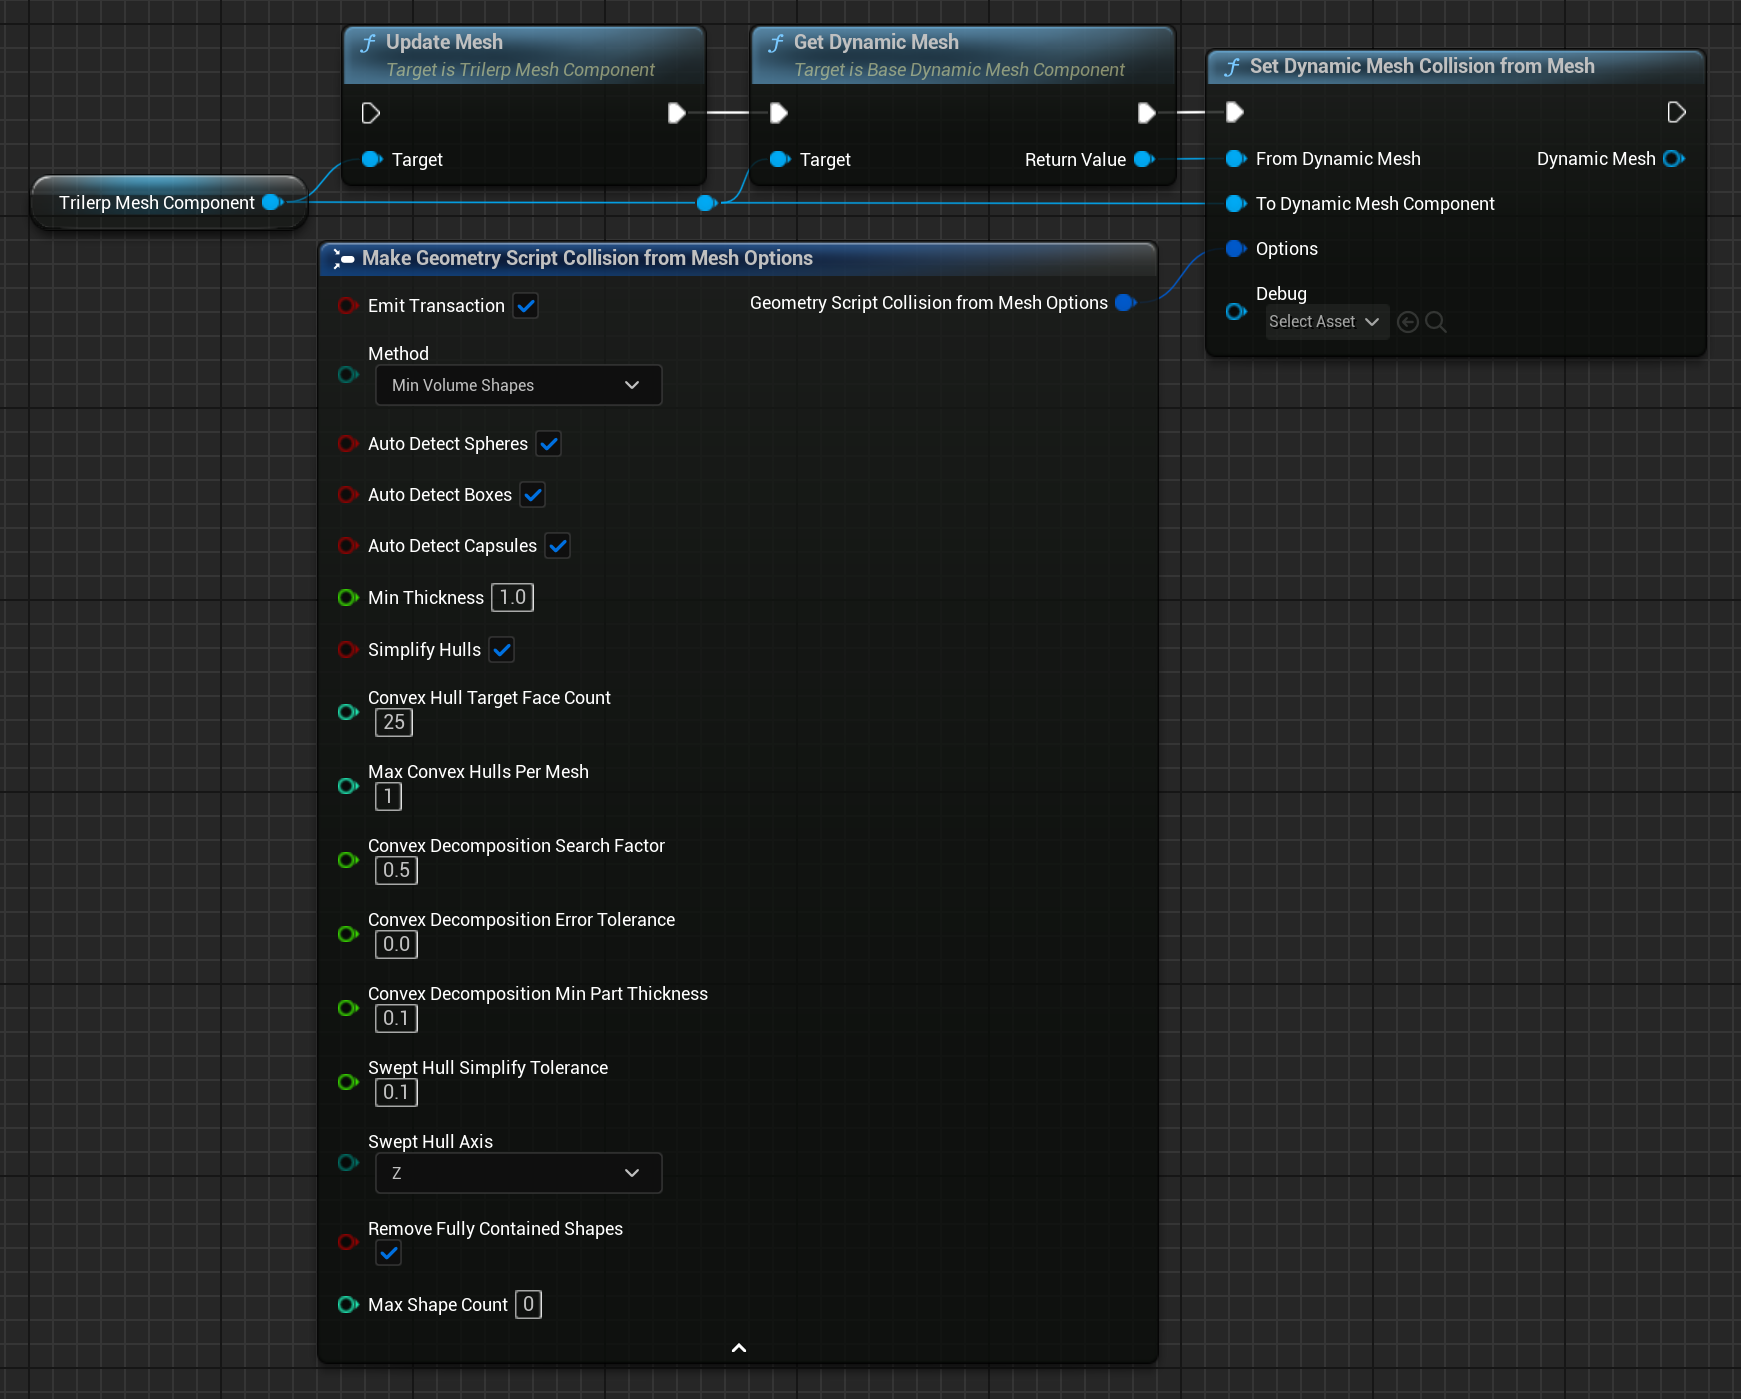 Update Mesh
Target is Trilerp Mesh Component
Target
Get Dynamic Mesh
Target is Base Dynamic Mesh Component
Target
Return Value
Set Dynamic Mesh Collision from Mesh
From Dynamic Mesh
Dynamic Mesh
To Dynamic Mesh Component
Options
Debug
Select Asset
Trilerp Mesh Component
Make Geometry Script Collision from Mesh Options
Emit Transaction
Geometry Script Collision from Mesh Options
Method
Min Volume Shapes
Auto Detect Spheres
Auto Detect Boxes
Auto Detect Capsules
Min Thickness 1.0
Simplify Hulls
Convex Hull Target Face Count
25
Max Convex Hulls Per Mesh
1
Convex Decomposition Search Factor
0.5
Convex Decomposition Error Tolerance
0.0
Convex Decomposition Min Part Thickness
0.1
Swept Hull Simplify Tolerance
0.1
Swept Hull Axis
Z
Remove Fully Contained Shapes
Max Shape Count 0